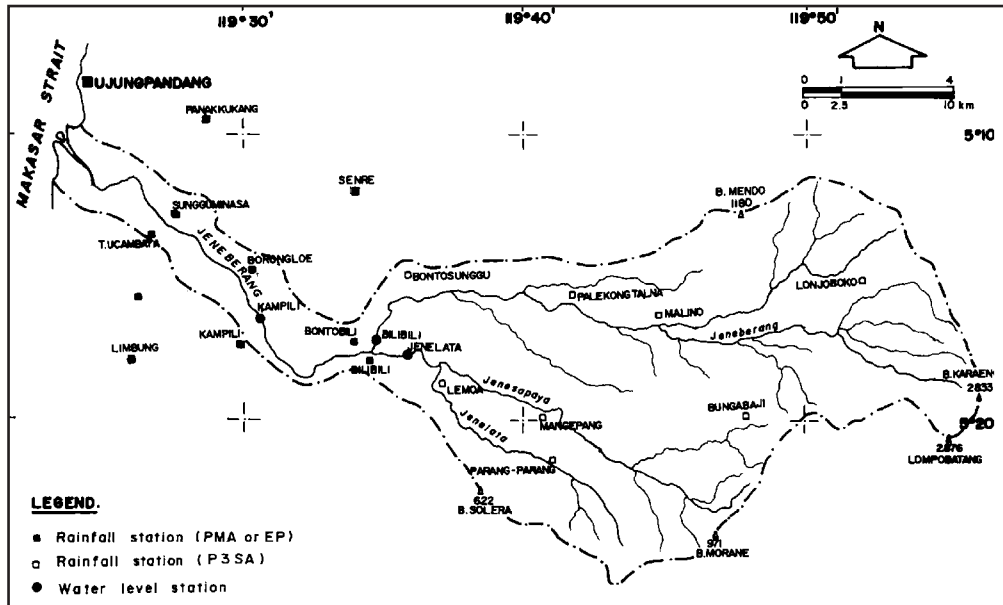 119° 30'
119° 40'
119° 50'
N
0 1 4
0 2.5 10 km
MAKASAR STRAIT
UJUNGPANDANG
PANAKKUKANG
5° 10
SENRE
B. MENDO
1180
SUNGGUMINASA
T.UCAMBAYA
JENEBERANG
BORONGLOE
BONTOSUNGGU
LONJOBOKO
PALEKONGTALNA
KAMPILI
MALINO
Jeneberang
KAMPILI
BONTOBILI
BILIBILI
JENELATA
LIMBUNG
BILIBILI
B. KARAEN
2833
LEMOA
Jenesapaya
BUNGABAJI
Jenelata
MANGEPANG
5° 20
2876
LOMPOBATANG
PARANG-PARANG
622
B. SOLERA
971
B. MORANE
LEGEND.
Rainfall station (PMA or EP)
Rainfall station (P3SA)
Water level station